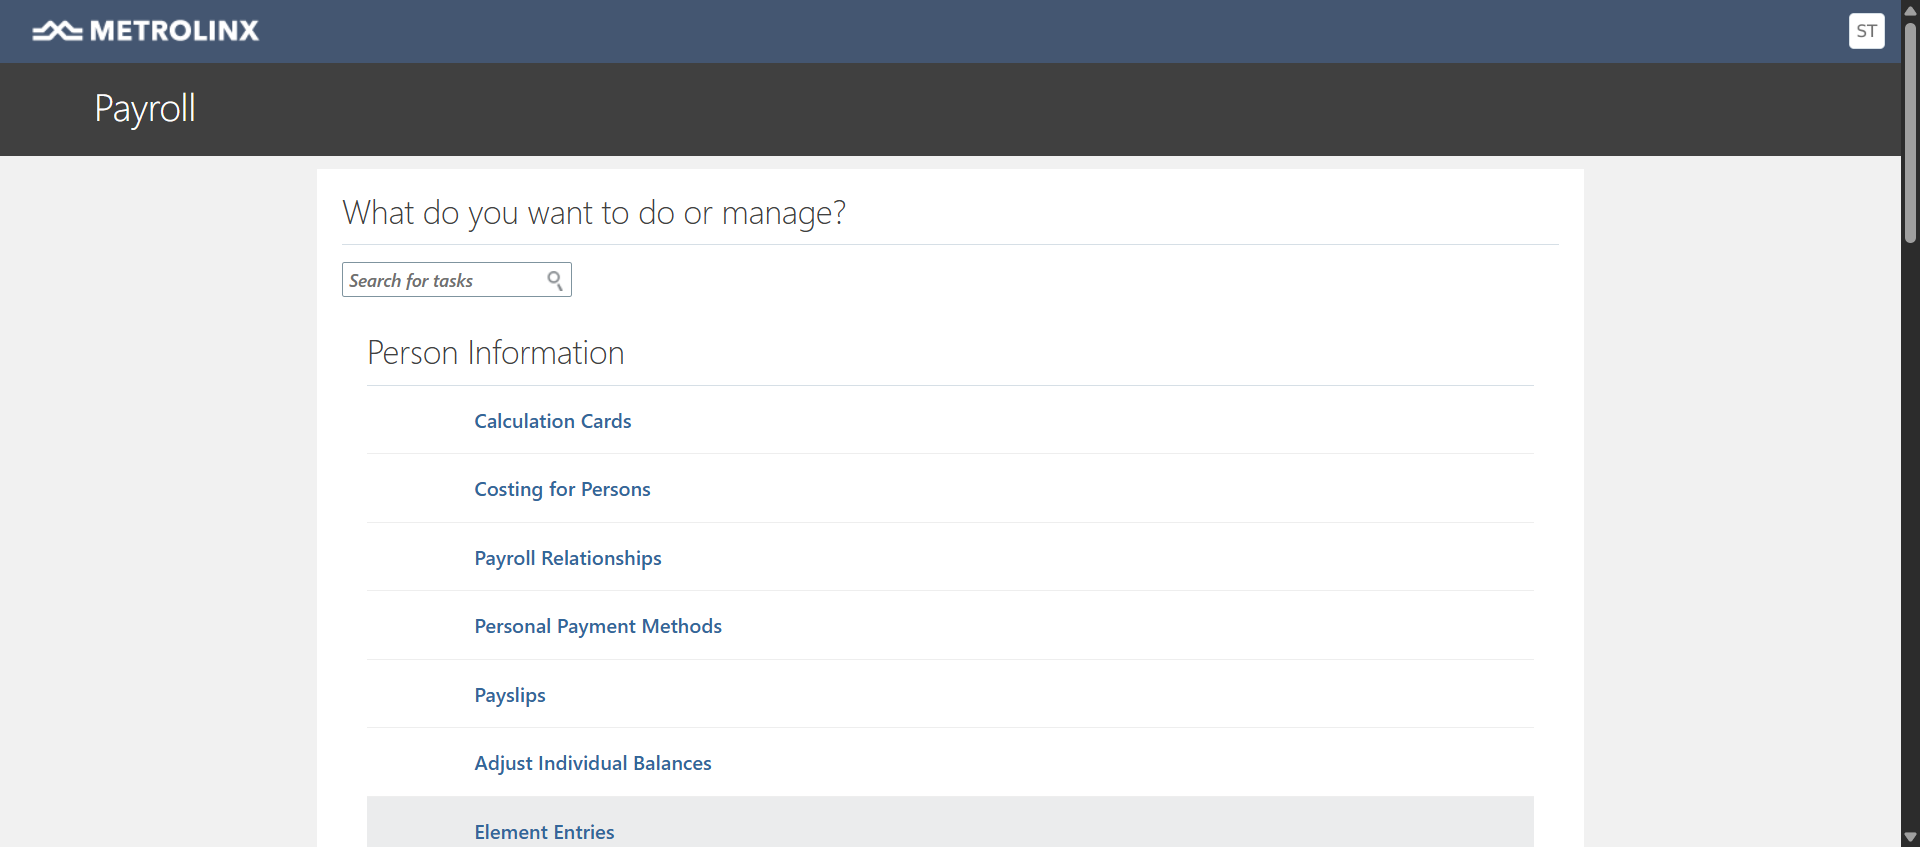 METROLINX
ST
Payroll
What do you want to do or manage?
Search for tasks
Person Information
Calculation Cards
Costing for Persons
Payroll Relationships
Personal Payment Methods
Payslips
Adjust Individual Balances
Element Entries